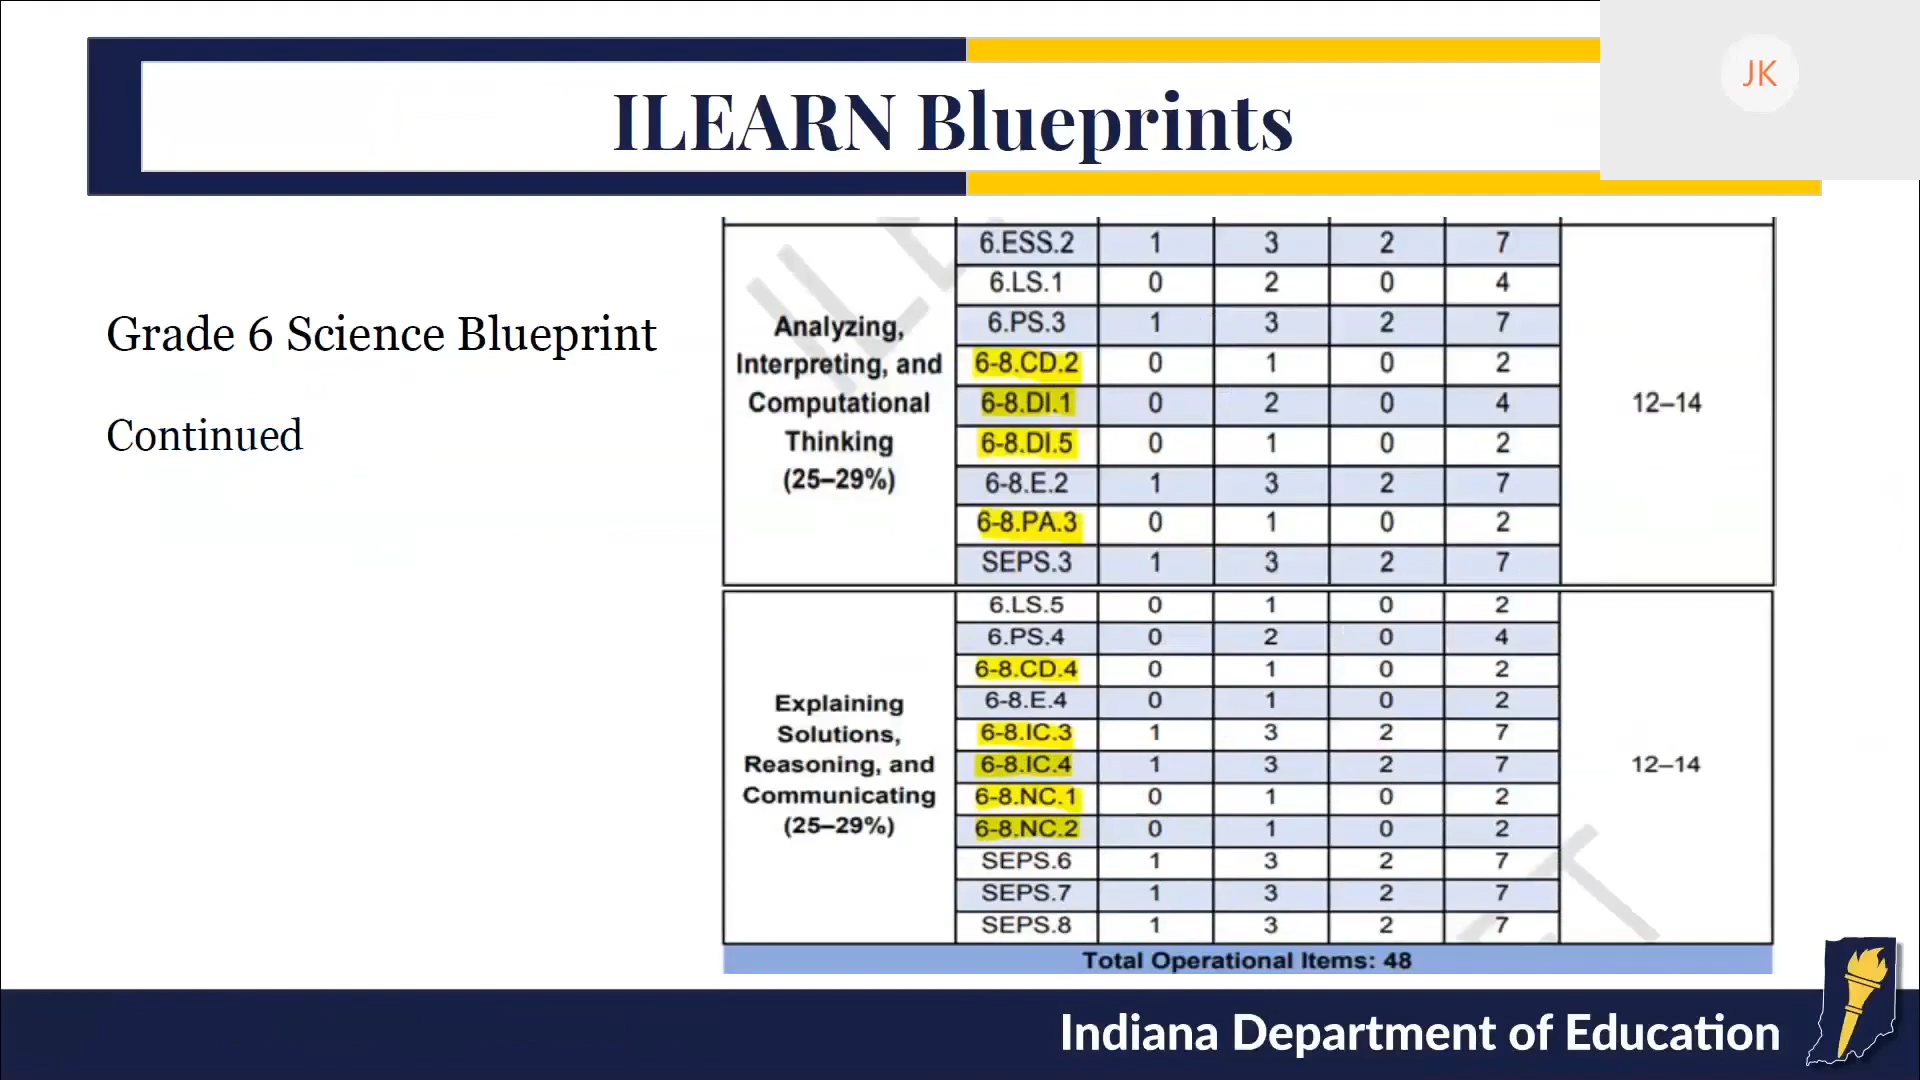 JK
ILEARN Blueprints
Grade 6 Science Blueprint
Continued
Analyzing,
Interpreting, and
Computational
Thinking
(25–29%)
6.ESS.2 1 3 2 7
6.LS.1 0 2 0 4
6.PS.3 1 3 2 7
6-8.CD.2 0 1 0 2
6-8.DI.1 0 2 0 4
6-8.DI.5 0 1 0 2
6-8.E.2 1 3 2 7
6-8.PA.3 0 1 0 2
SEPS.3 1 3 2 7
12–14
Explaining
Solutions,
Reasoning, and
Communicating
(25–29%)
6.LS.5 0 1 0 2
6.PS.4 0 2 0 4
6-8.CD.4 0 1 0 2
6-8.E.4 0 1 0 2
6-8.IC.3 1 3 2 7
6-8.IC.4 1 3 2 7
6-8.NC.1 0 1 0 2
6-8.NC.2 0 1 0 2
SEPS.6 1 3 2 7
SEPS.7 1 3 2 7
SEPS.8 1 3 2 7
12–14
Total Operational Items: 48
Indiana Department of Education